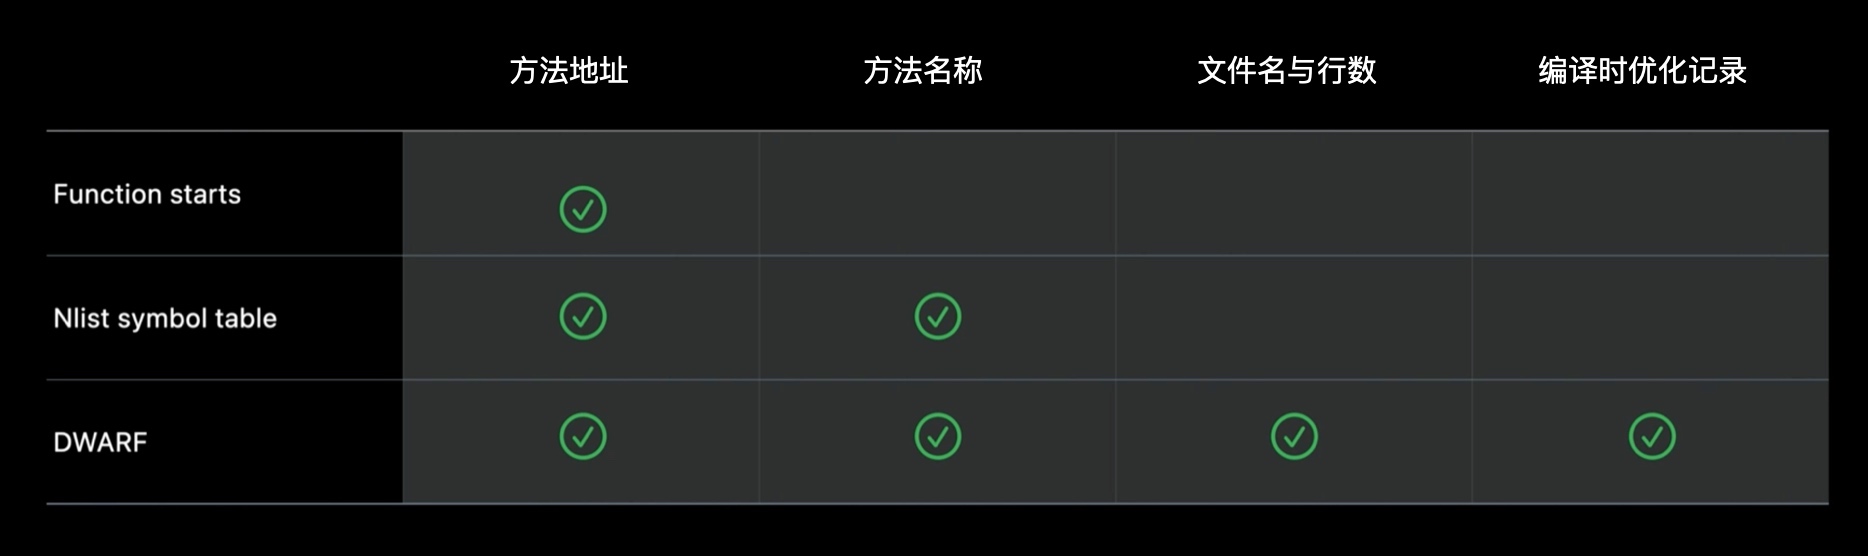 方法地址 方法名称 文件名与行数 编译时优化记录
Function starts
Nlist symbol table
DWARF